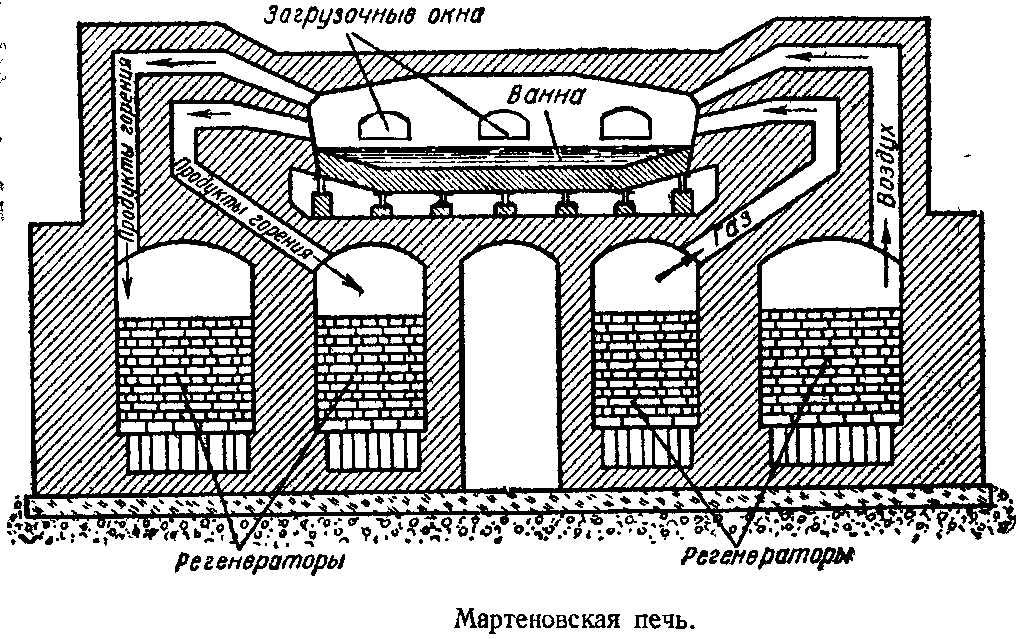 Загрузочные окна
Ванна
Продукты горения
Продукты горения
Газ
Воздух
Регенераторы
Регенераторы
Мартеновская печь.